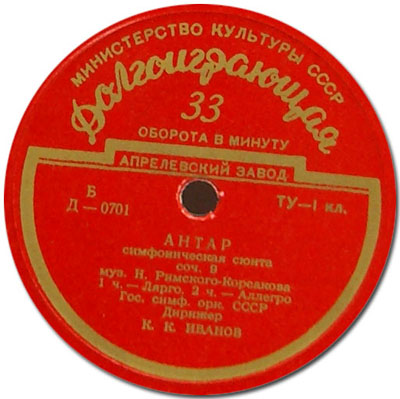 МИНИСТЕРСТВО КУЛЬТУРЫ СССР
Долгоиграющая
33
ОБОРОТА В МИНУТУ
АПРЕЛЕВСКИЙ ЗАВОД
Б
Д—0701
ТУ—1 кл.
АНТАР
симфоническая сюита
соч. 9
муз. Н. Римского-Корсакова
1 ч.—Ларго, 2 ч.—Аллегро
Гос. симф. орк. СССР
Дирижер
К. К. ИВАНОВ